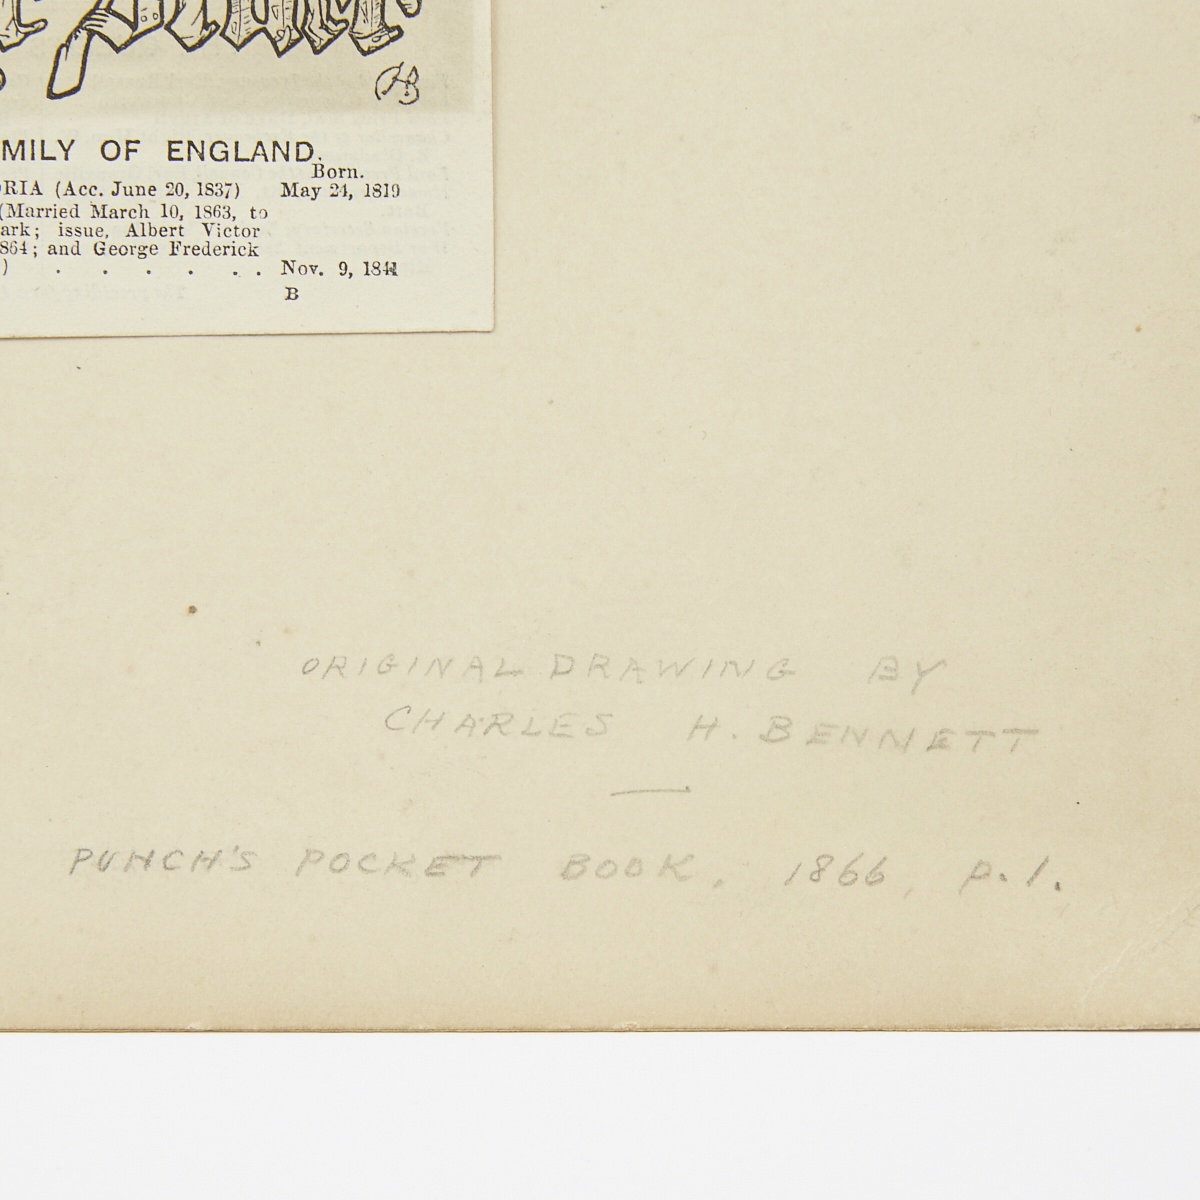 MILY OF ENGLAND.
Born.
ORIA (Acc. June 20, 1837) May 24, 1819
(Married March 10, 1863, to
ark; issue, Albert Victor
864; and George Frederick
) . . . . . . Nov. 9, 1841
B
ORIGINAL DRAWING BY
CHARLES H. BENNETT
PUNCH'S POCKET BOOK, 1866, p. 1.